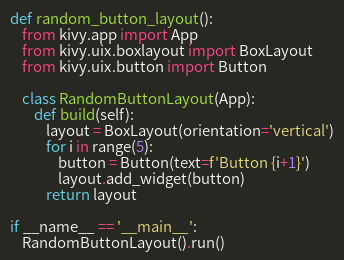 def random_button_layout():
    from kivy.app import App
    from kivy.uix.boxlayout import BoxLayout
    from kivy.uix.button import Button

    class RandomButtonLayout(App):
        def build(self):
            layout = BoxLayout(orientation='vertical')
            for i in range(5):
                button = Button(text=f'Button {i+1}')
                layout.add_widget(button)
            return layout

if __name__ == '__main__':
    RandomButtonLayout().run()